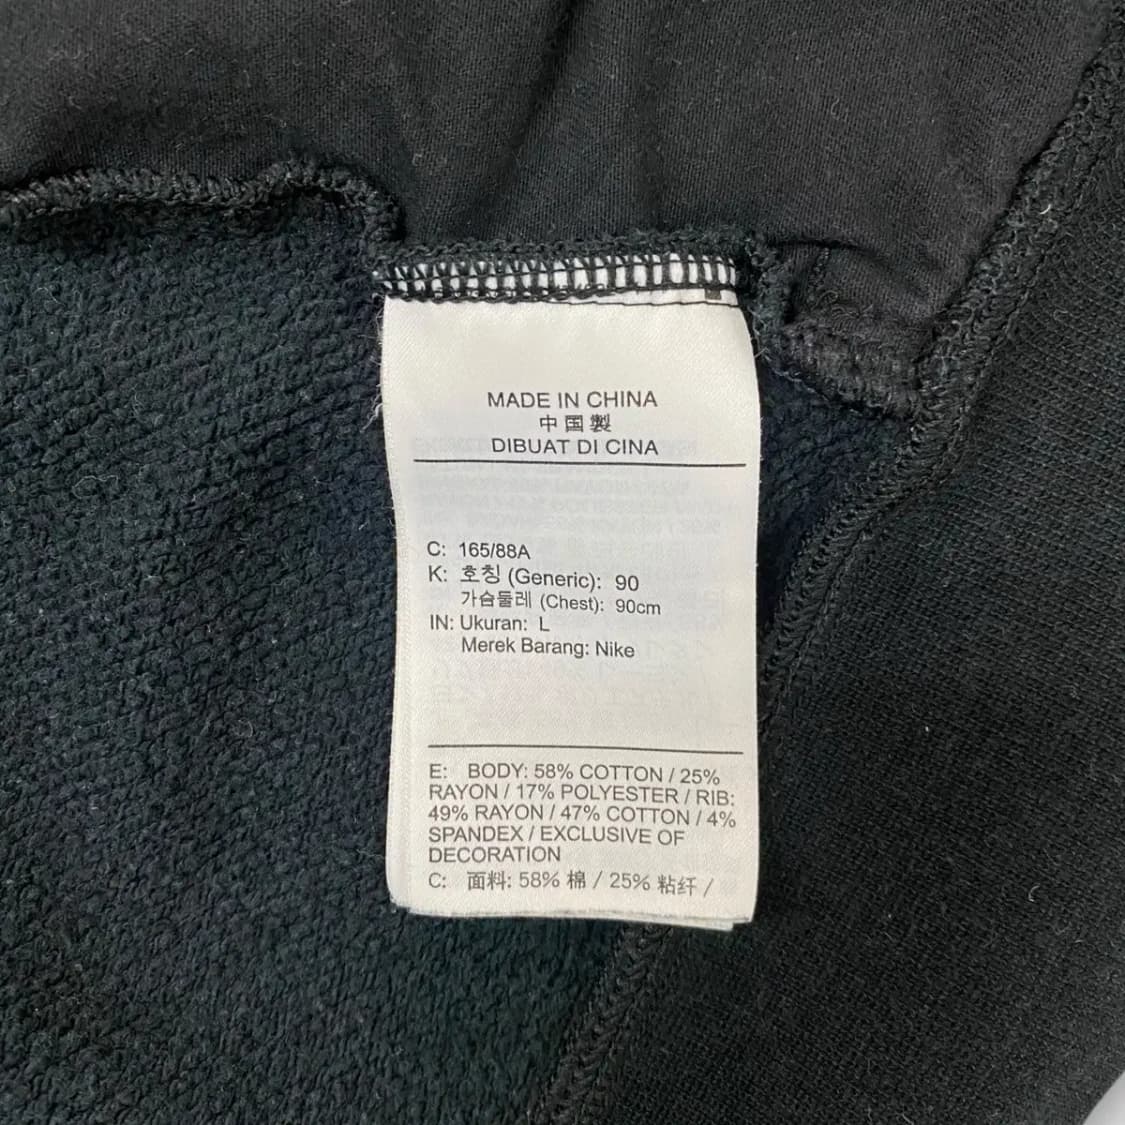 MADE IN CHINA
中国製
DIBUAT DI CINA
C: 165/88A
K: 호칭 (Generic): 90
가슴둘레 (Chest): 90cm
IN: Ukuran: L
Merek Barang: Nike
E: BODY: 58% COTTON / 25%
RAYON / 17% POLYESTER / RIB:
49% RAYON / 47% COTTON / 4%
SPANDEX / EXCLUSIVE OF
DECORATION
C: 面料: 58% 棉 / 25% 粘纤 /